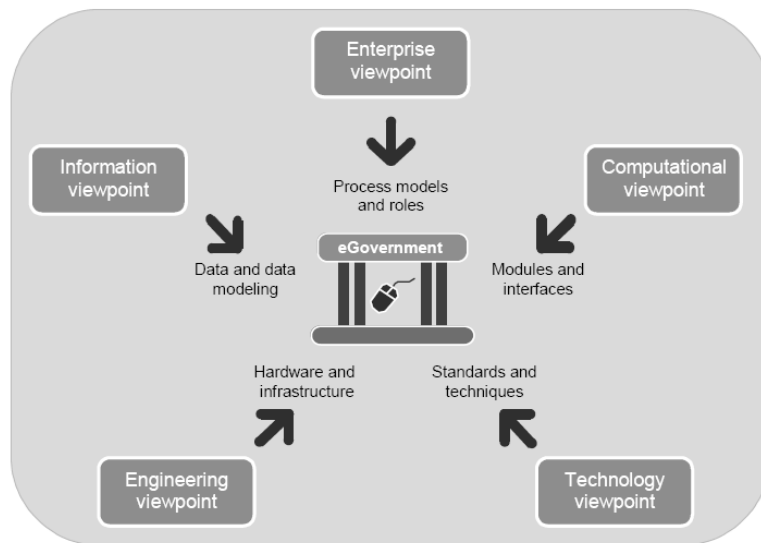 Enterprise
viewpoint
Information
viewpoint
Computational
viewpoint
Process models
and roles
eGovernment
Data and data
modeling
Modules and
interfaces
Hardware and
infrastructure
Standards and
techniques
Engineering
viewpoint
Technology
viewpoint